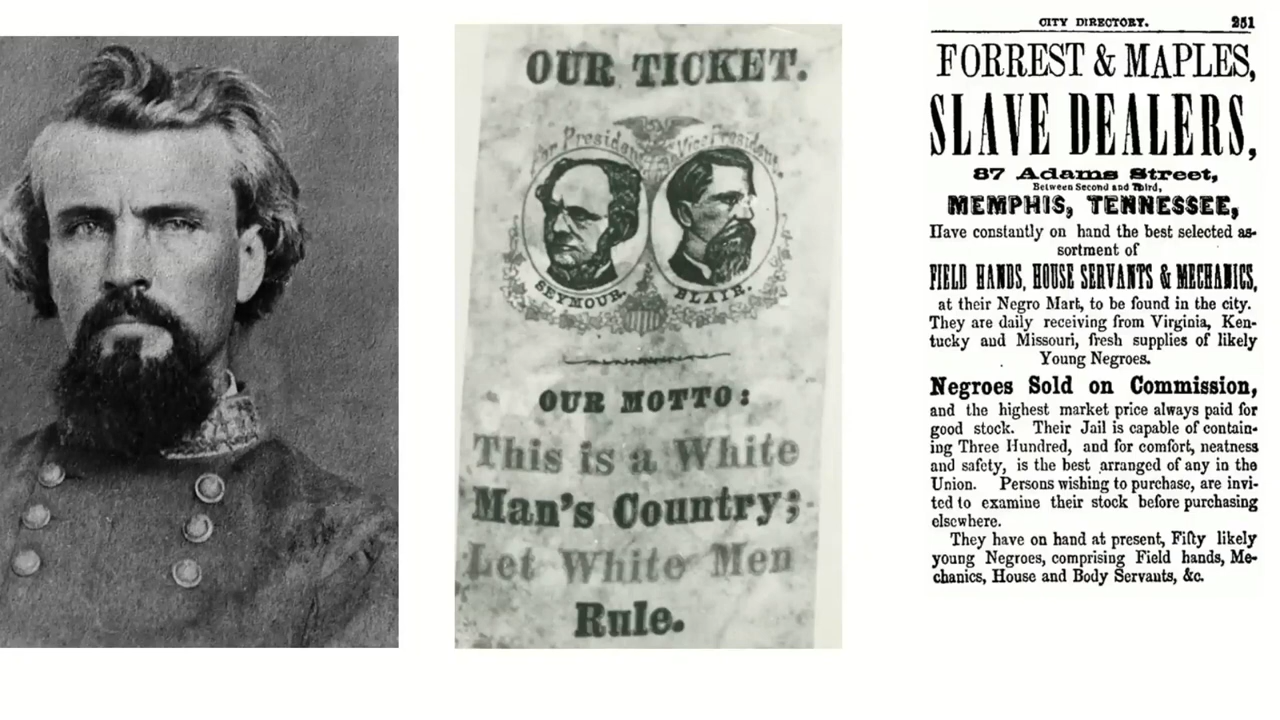 OUR TICKET.
For President Vice President.
SEYMOUR. BLAIR.
OUR MOTTO:
This is a White
Man's Country;
Let White Men
Rule.
CITY DIRECTORY. 251
FORREST & MAPLES,
SLAVE DEALERS,
87 Adams Street,
Between Second and Third,
MEMPHIS, TENNESSEE,
Have constantly on hand the best selected as-
sortment of
FIELD HANDS, HOUSE SERVANTS & MECHANICS,
at their Negro Mart, to be found in the city.
They are daily receiving from Virginia, Ken-
tucky and Missouri, fresh supplies of likely
Young Negroes.
Negroes Sold on Commission,
and the highest market price always paid for
good stock. Their Jail is capable of contain-
ing Three Hundred, and for comfort, neatness
and safety, is the best arranged of any in the
Union. Persons wishing to purchase, are invi-
ted to examine their stock before purchasing
elsewhere.
They have on hand at present, Fifty likely
young Negroes, comprising Field hands, Me-
chanics, House and Body Servants, &c.